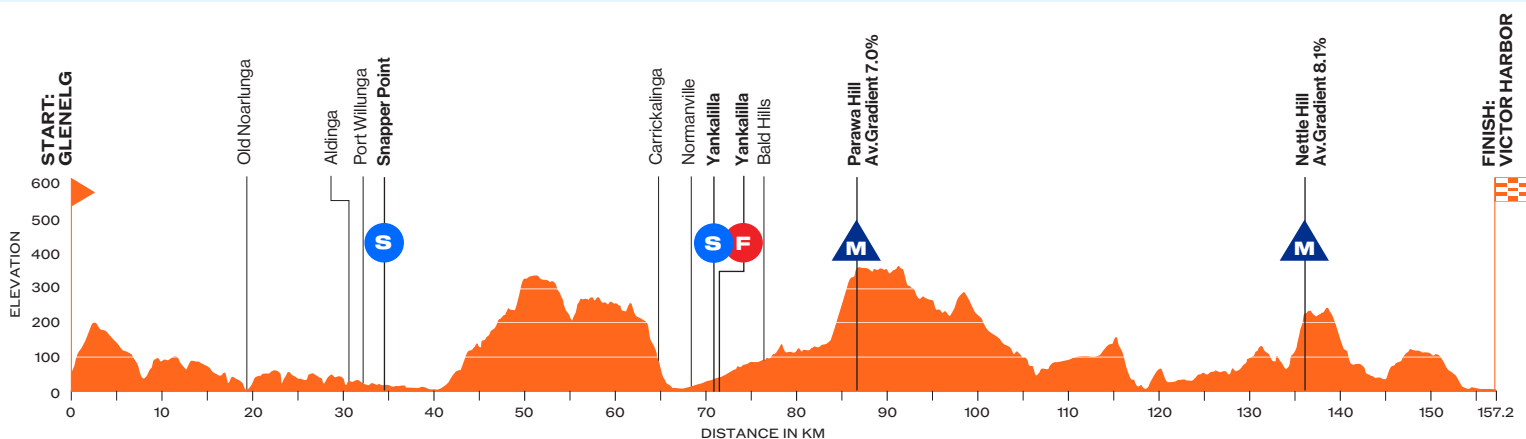 START:
GLENELG
Old Noarlunga
Aldinga
Port Willunga
Snapper Point
Carrickalinga
Normanville
Yankalilla
Yankalilla
Bald Hills
Parawa Hill
Av.Gradient 7.0%
Nettle Hill
Av.Gradient 8.1%
FINISH:
VICTOR HARBOR
ELEVATION
600
500
400
300
200
100
0
S
S
F
M
M
0
10
20
30
40
50
60
70
80
90
100
110
120
130
140
150
157.2
DISTANCE IN KM